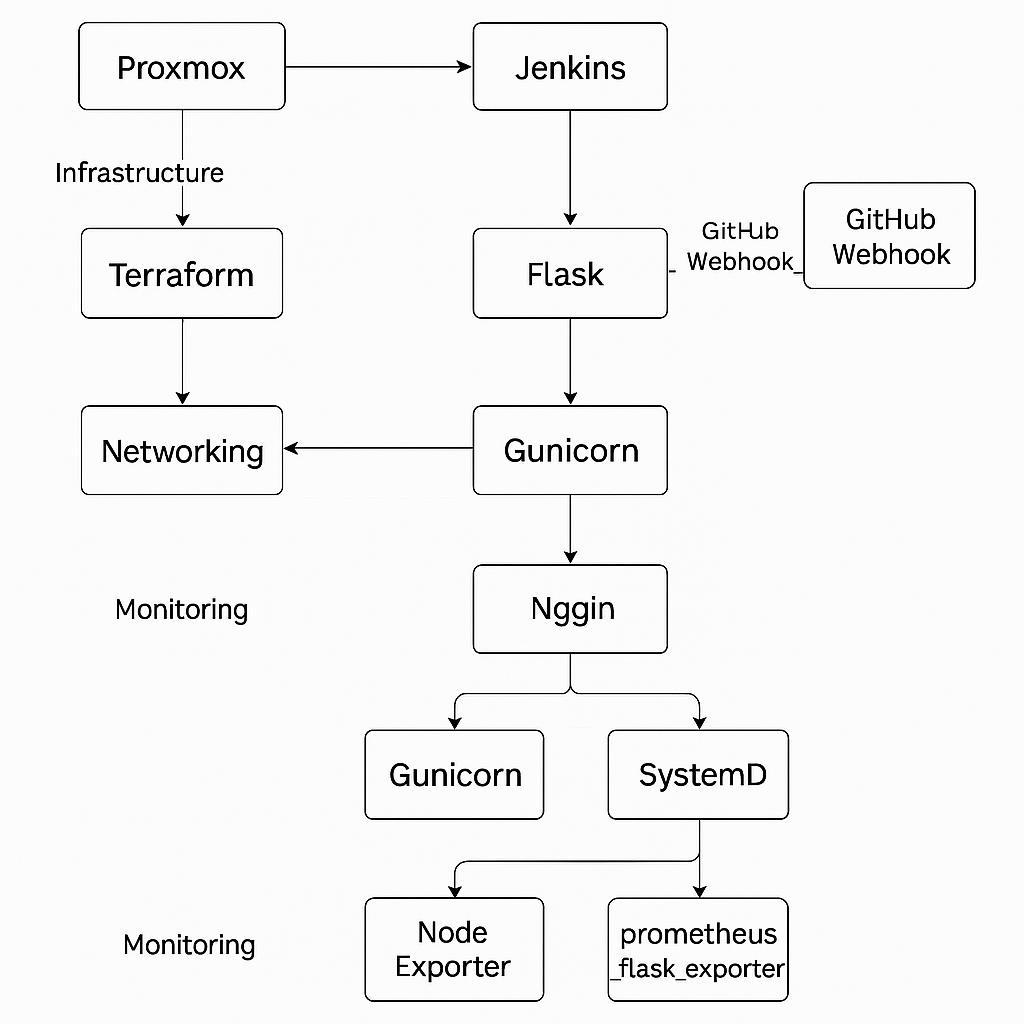 Proxmox
Jenkins
Infrastructure
Terraform
Flask
GitHub
Webhook
GitHub
Webhook
Networking
Gunicorn
Monitoring
Nggin
Gunicorn
SystemD
Monitoring
Node
Exporter
prometheus
_flask_exporter